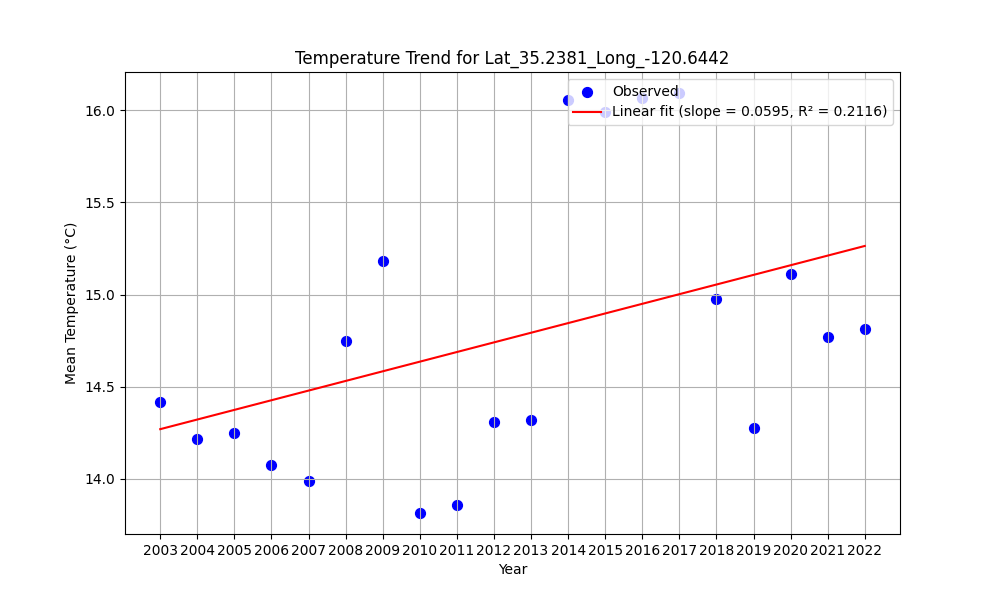 Temperature Trend for Lat_35.2381_Long_-120.6442
Observed
Linear fit (slope = 0.0595, R² = 0.2116)
16.0
15.5
15.0
14.5
14.0
Mean Temperature (°C)
2003 2004 2005 2006 2007 2008 2009 2010 2011 2012 2013 2014 2015 2016 2017 2018 2019 2020 2021 2022
Year